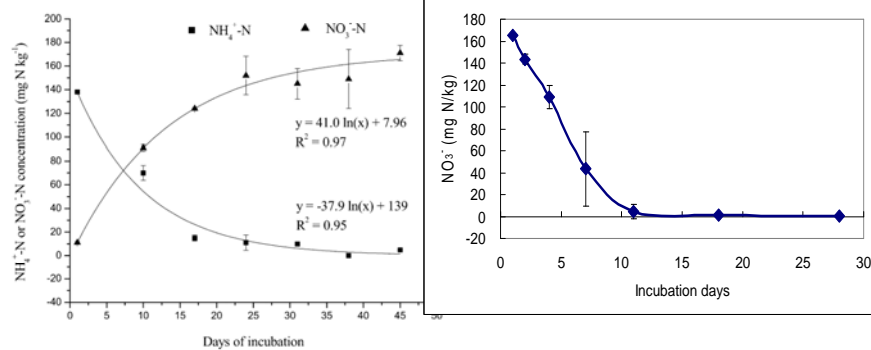 NH4+-N NO3--N
NH4+-N or NO3--N concentration (mg N kg-1)
200
180
160
140
120
100
80
60
40
20
0
-20
-40
y = 41.0 ln(x) + 7.96
R2 = 0.97
y = -37.9 ln(x) + 139
R2 = 0.95
0 5 10 15 20 25 30 35 40 45 50
Days of incubation
NO3- (mg N/kg)
180
160
140
120
100
80
60
40
20
0
-20
0 5 10 15 20 25 30
Incubation days